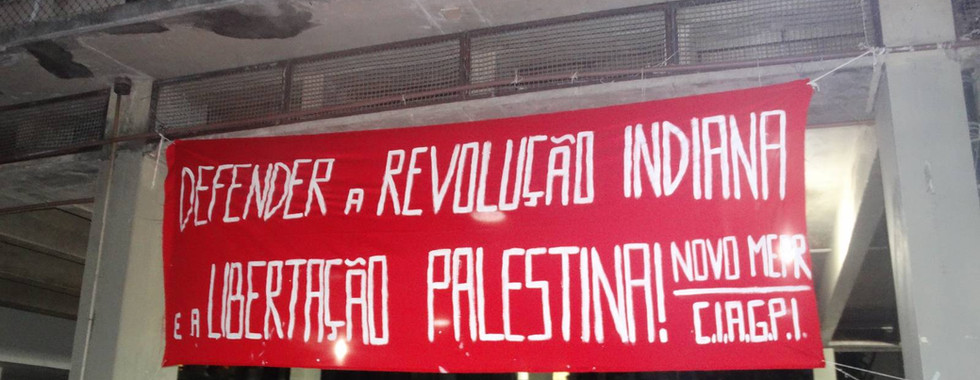 DEFENDER A REVOLUÇÃO INDIANA
E A LIBERTAÇÃO PALESTINA!
NOVO MEPR
C.I.A.G.P.I.